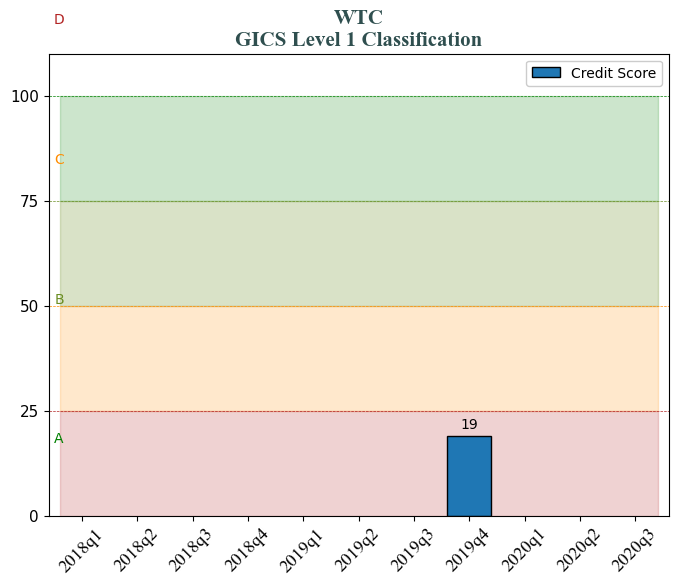 D
WTC
GICS Level 1 Classification
Credit Score
100
C
75
B
50
25
A
19
0
2018q1
2018q2
2018q3
2018q4
2019q1
2019q2
2019q3
2019q4
2020q1
2020q2
2020q3